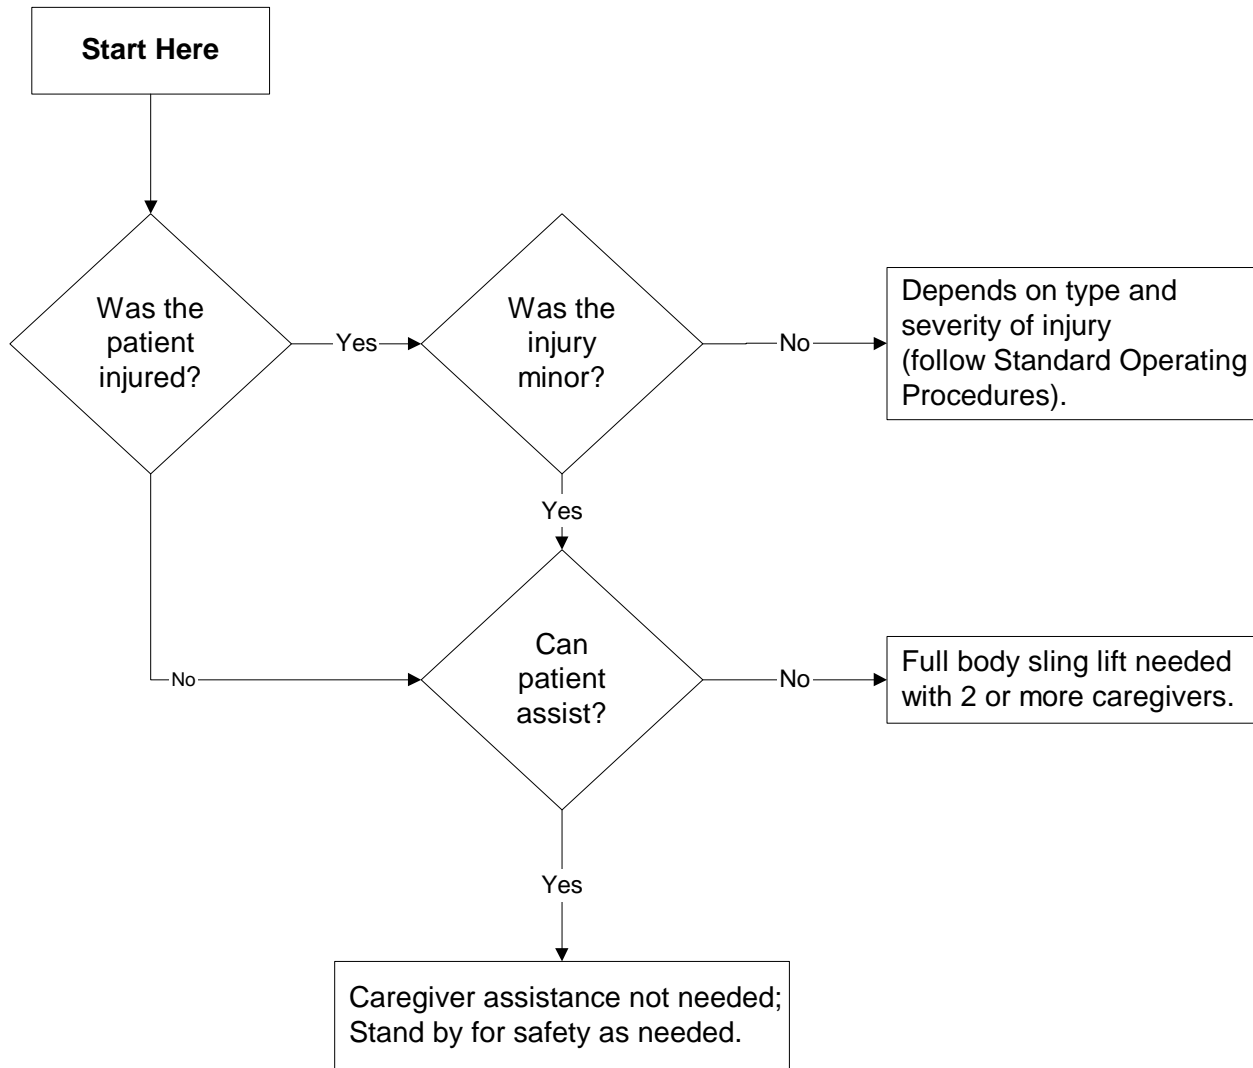 Start Here
Was the
patient
injured?
Yes
Was the
injury
minor?
No
Depends on type and
severity of injury
(follow Standard Operating
Procedures).
Yes
No
Can
patient
assist?
No
Full body sling lift needed
with 2 or more caregivers.
Yes
Caregiver assistance not needed;
Stand by for safety as needed.